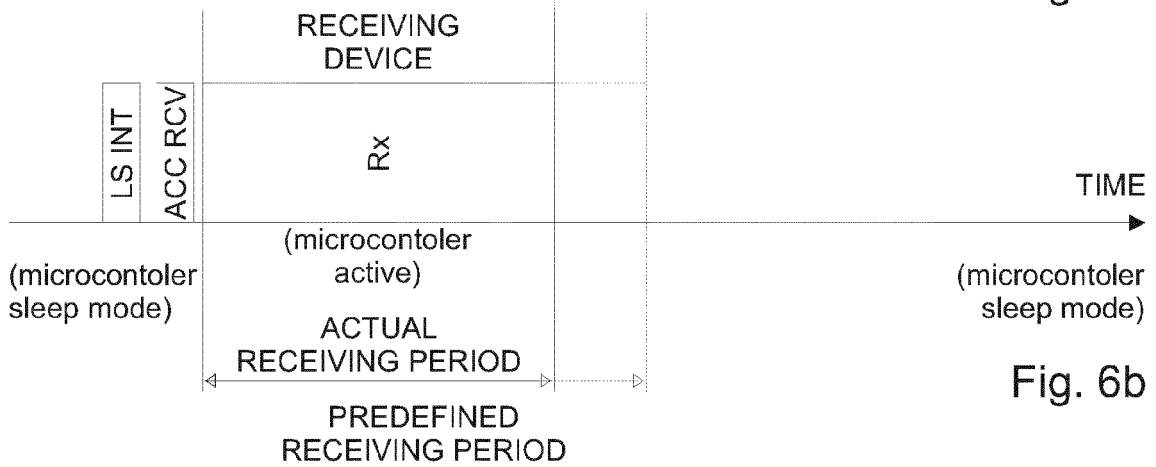 RECEIVING
DEVICE
LS INT
ACC RCV
Rx
TIME
(microcontoler
sleep mode)
(microcontoler
active)
(microcontoler
sleep mode)
ACTUAL
RECEIVING PERIOD
Fig. 6b
PREDEFINED
RECEIVING PERIOD